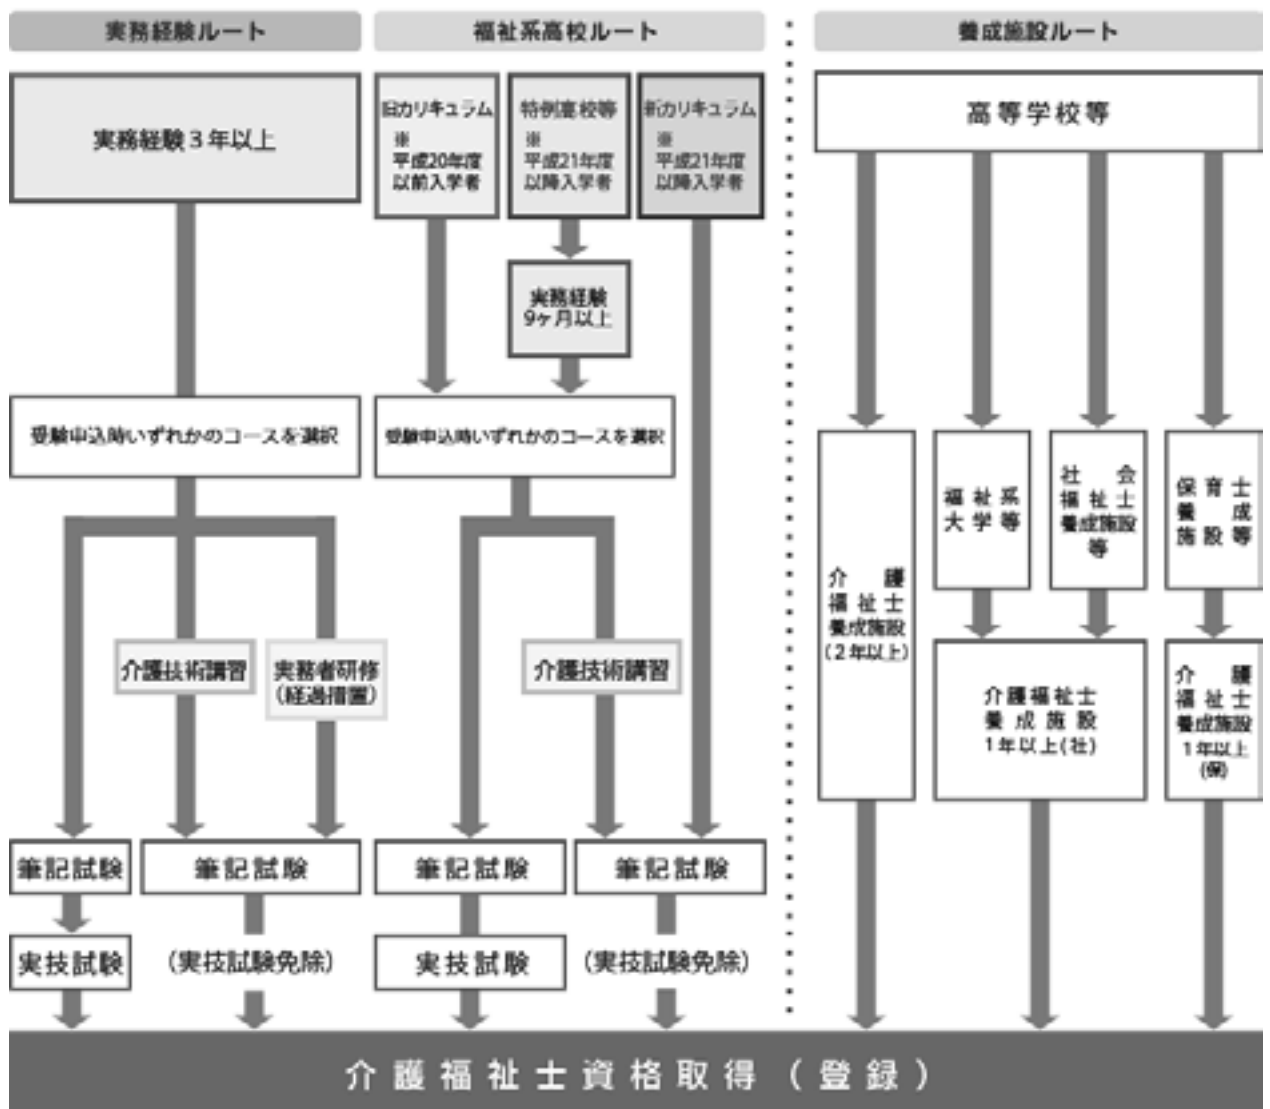 実務経験ルート
実務経験3年以上
受験申込時いずれかのコースを選択
介護技術講習
実務者研修
(経過措置)
筆記試験
筆記試験
実技試験
(実技試験免除)
福祉系高校ルート
旧カリキュラム
※
平成20年度
以前入学者
特例高校等
※
平成21年度
以降入学者
新カリキュラム
※
平成21年度
以降入学者
実務経験
9ヶ月以上
受験申込時いずれかのコースを選択
介護技術講習
筆記試験
筆記試験
実技試験
(実技試験免除)
養成施設ルート
高等学校等
介護
福祉士
養成施設
(2年以上)
福祉系
大学等
社会
福祉士
養成施設
等
保育士
養成
施設等
介護福祉士
養成施設
1年以上(社)
介護
福祉士
養成施設
1年以上
(保)
介護福祉士資格取得(登録)